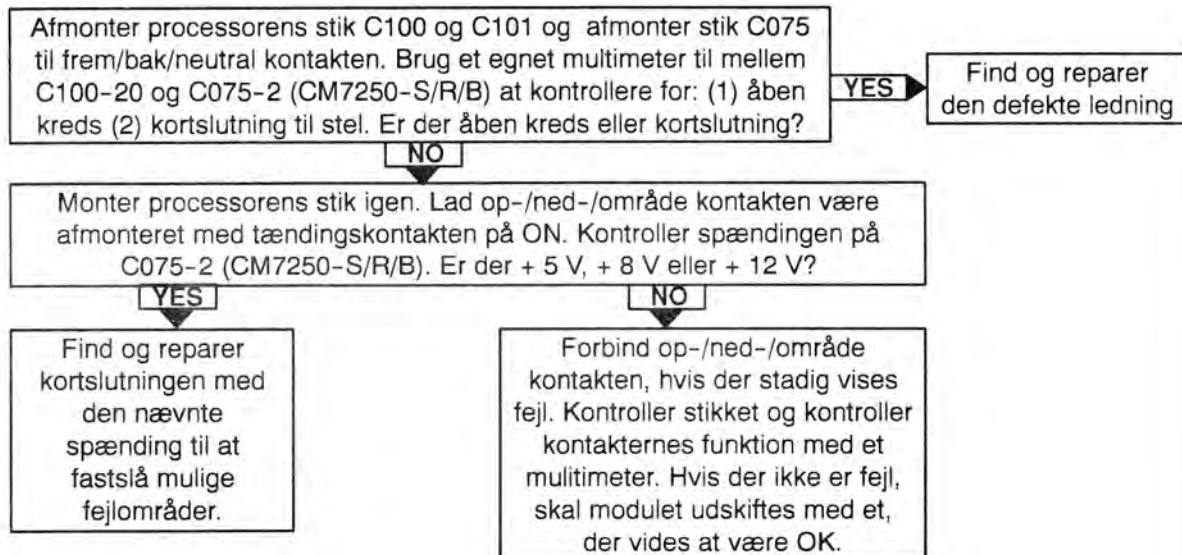 Afmonter processorens stik C100 og C101 og afmonter stik C075
til frem/bak/neutral kontakten. Brug et egnet multimeter til mellem
C100-20 og C075-2 (CM7250-S/R/B) at kontrollere for: (1) åben
kreds (2) kortslutning til stel. Er der åben kreds eller kortslutning?
YES
Find og reparer
den defekte ledning
NO
Monter processorens stik igen. Lad op-/ned-/område kontakten være
afmonteret med tændingskontakten på ON. Kontroller spændingen på
C075-2 (CM7250-S/R/B). Er der + 5 V, + 8 V eller + 12 V?
YES
Find og reparer
kortslutningen med
den nævnte
spænding til at
fastslå mulige
fejlområder.
NO
Forbind op-/ned-/område
kontakten, hvis der stadig vises
fejl. Kontroller stikket og kontroller
kontakternes funktion med et
mulitimeter. Hvis der ikke er fejl,
skal modulet udskiftes med et,
der vides at være OK.